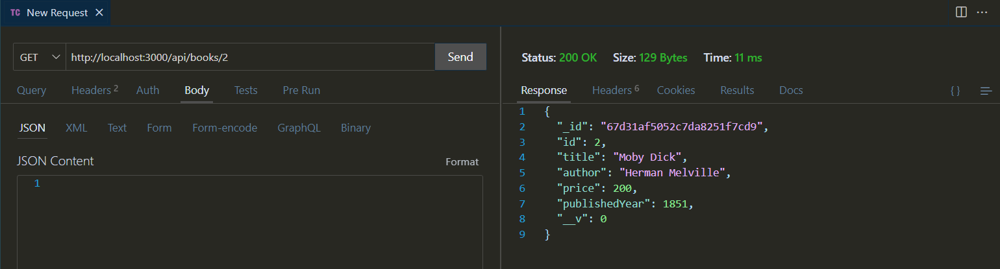 TC New Request
GET http://localhost:3000/api/books/2 Send
Query Headers 2 Auth Body Tests Pre Run
JSON XML Text Form Form-encode GraphQL Binary
JSON Content Format
1
Status: 200 OK Size: 129 Bytes Time: 11 ms
Response Headers 6 Cookies Results Docs { }
1 {
2 "_id": "67d31af5052c7da8251f7cd9",
3 "id": 2,
4 "title": "Moby Dick",
5 "author": "Herman Melville",
6 "price": 200,
7 "publishedYear": 1851,
8 "__v": 0
9 }